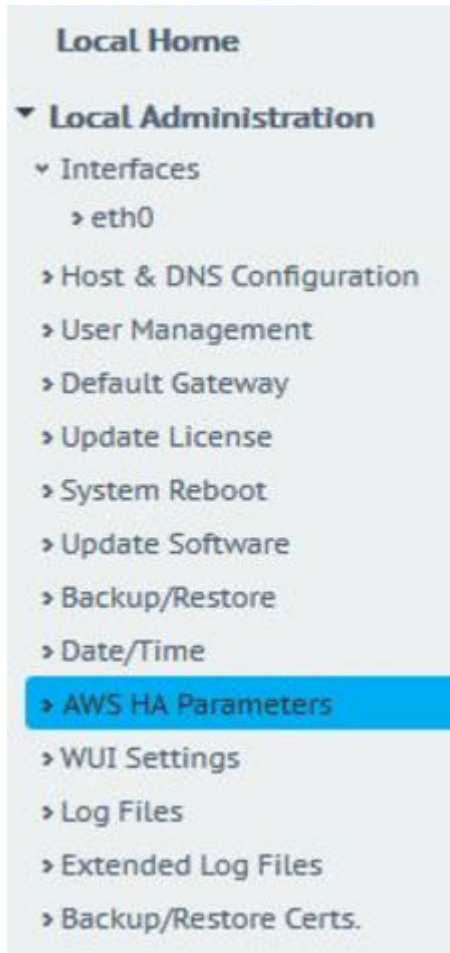 Local Home
Local Administration
Interfaces
eth0
Host & DNS Configuration
User Management
Default Gateway
Update License
System Reboot
Update Software
Backup/Restore
Date/Time
AWS HA Parameters
WUI Settings
Log Files
Extended Log Files
Backup/Restore Certs.